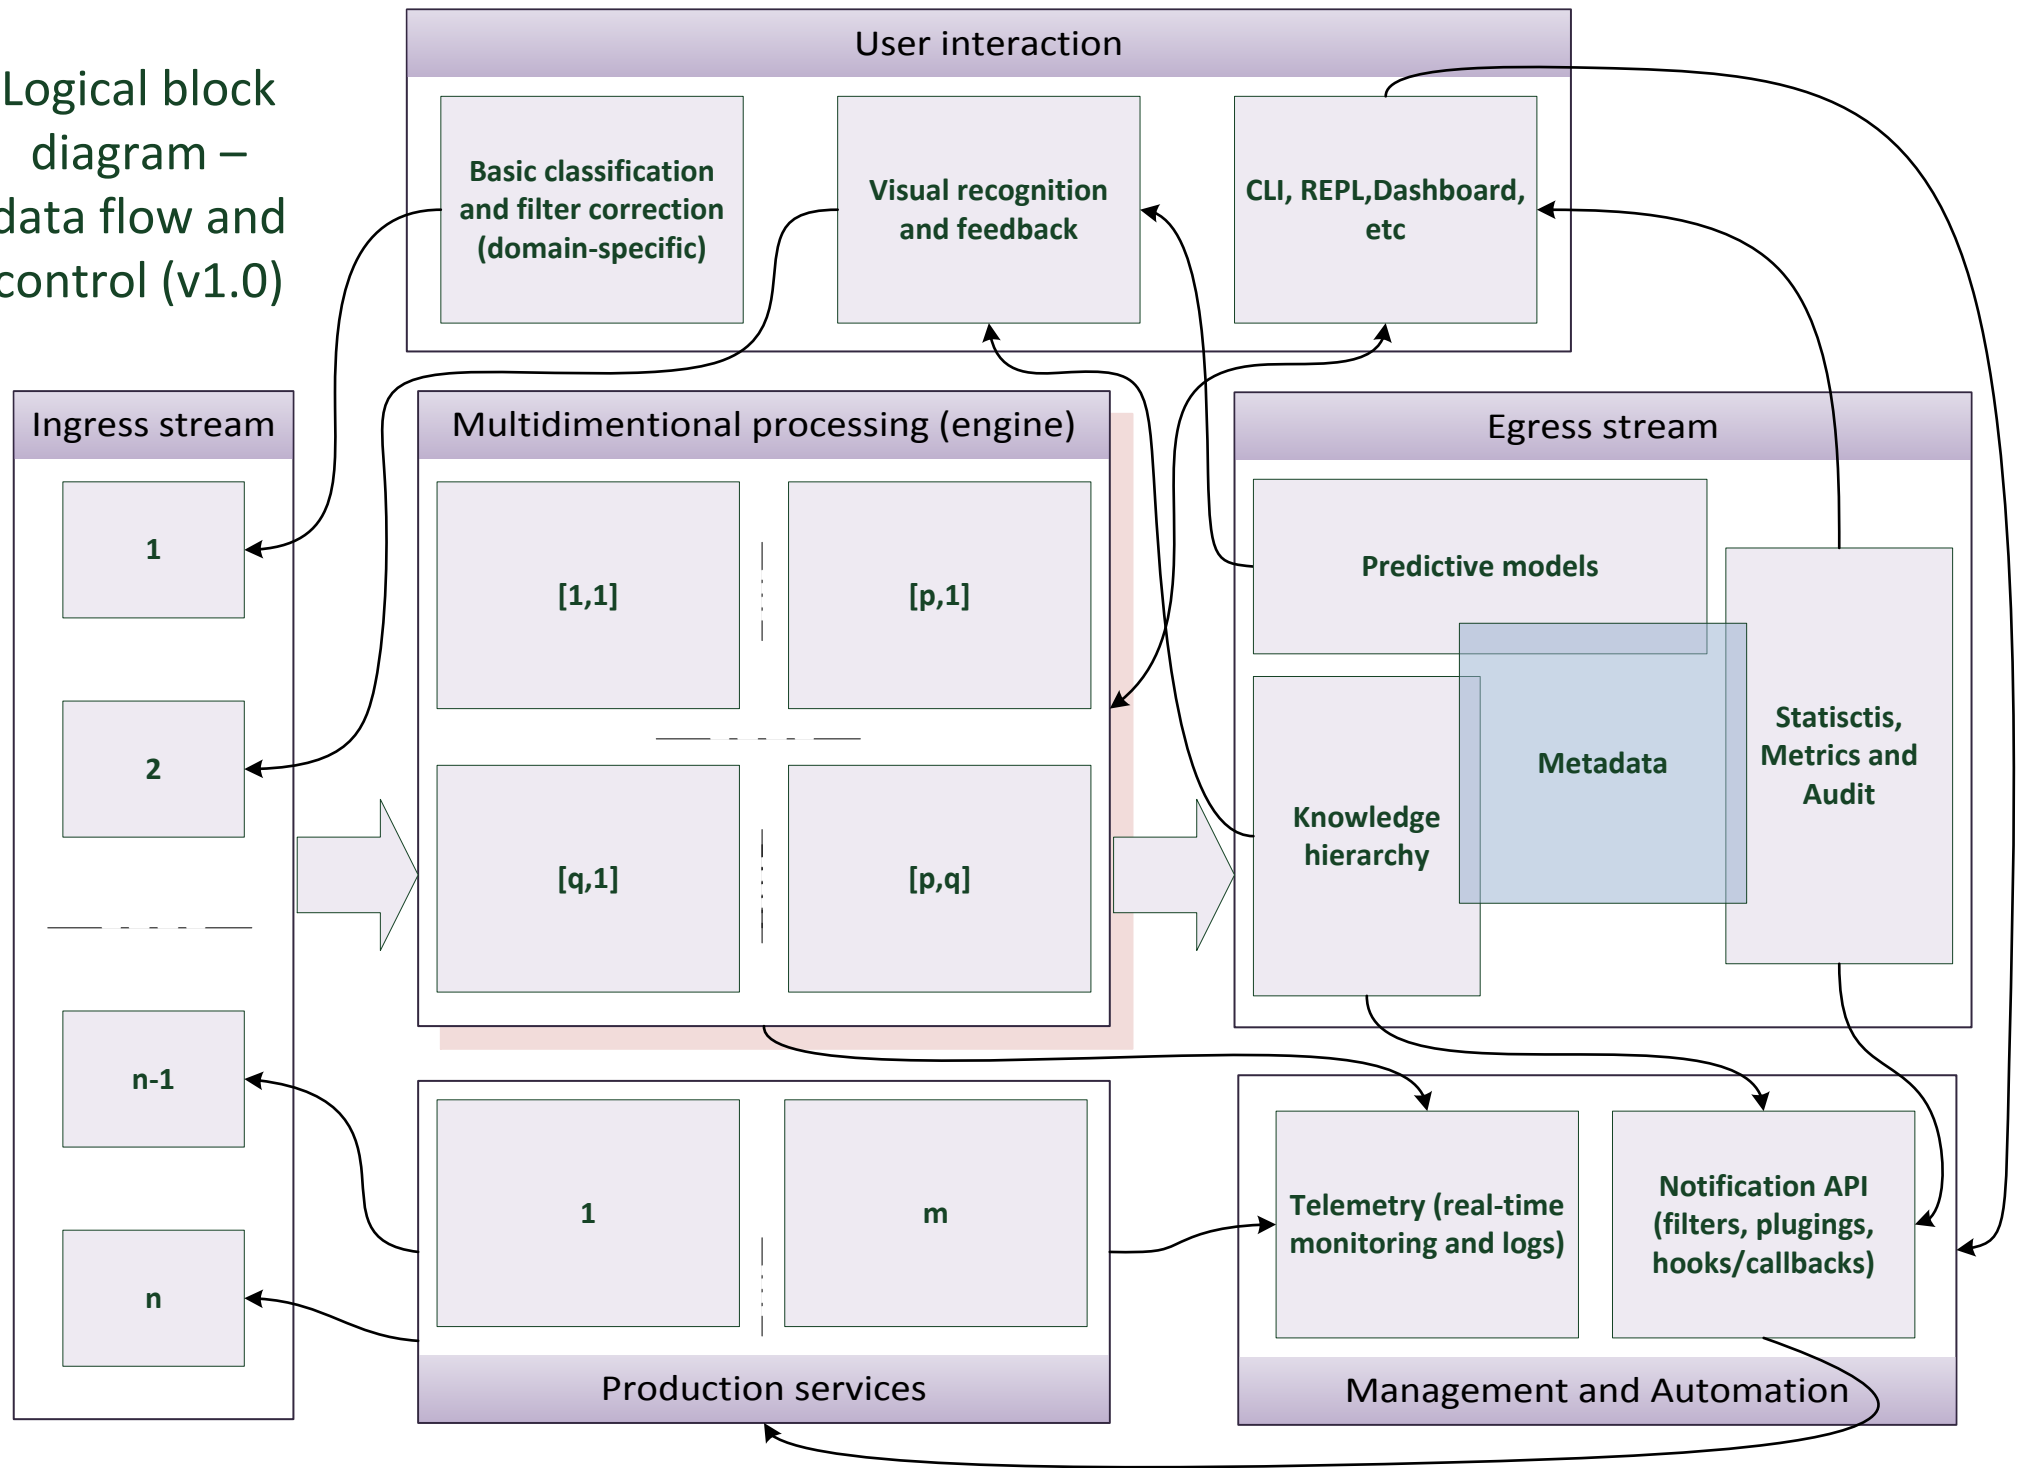 Logical block
diagram –
data flow and
control (v1.0)
User interaction
Basic classification
and filter correction
(domain-specific)
Visual recognition
and feedback
CLI, REPL,Dashboard,
etc
Ingress stream
1
2
n-1
n
Multidimentional processing (engine)
[1,1]
[p,1]
[q,1]
[p,q]
Egress stream
Predictive models
Metadata
Statisctis,
Metrics and
Audit
Knowledge
hierarchy
1
m
Production services
Telemetry (real-time
monitoring and logs)
Notification API
(filters, plugings,
hooks/callbacks)
Management and Automation